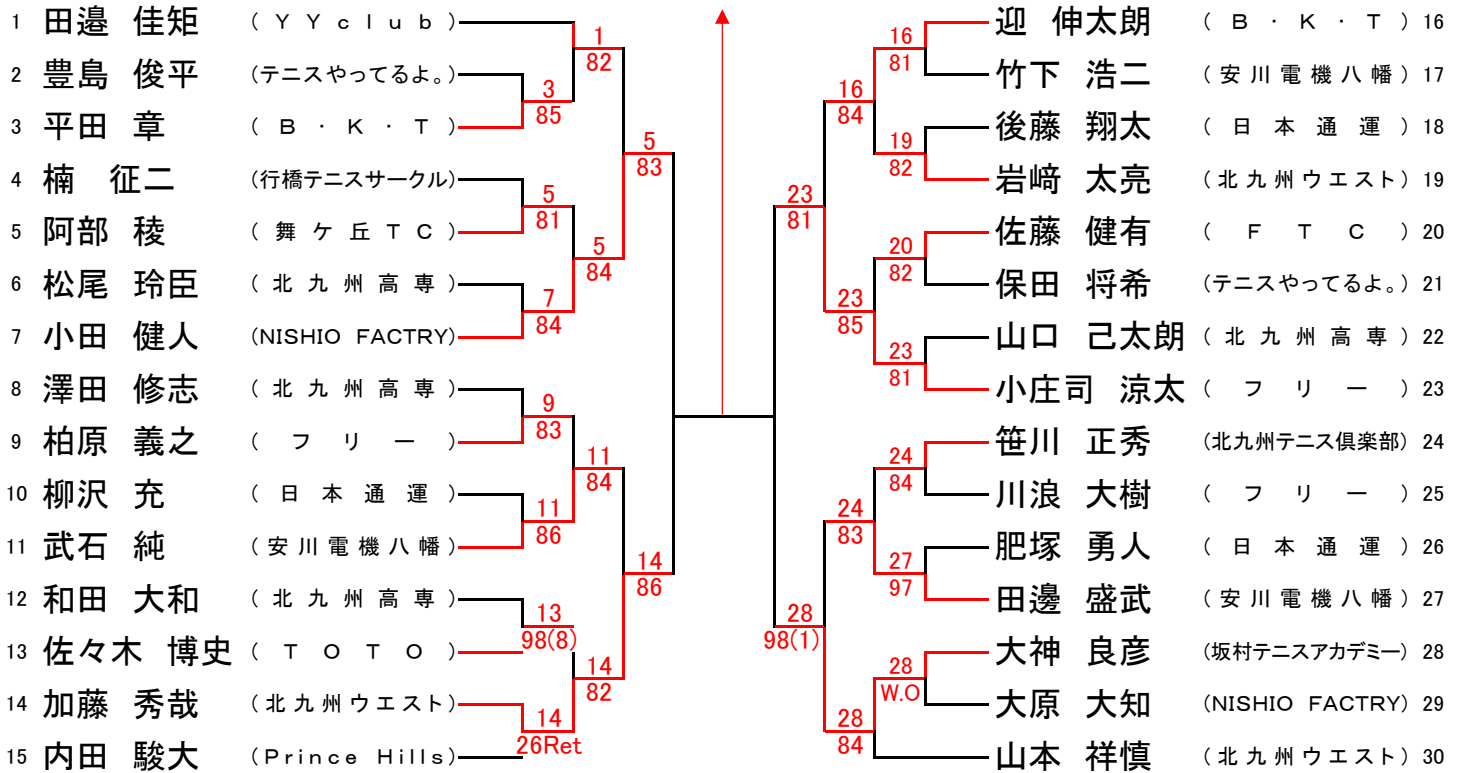 1 田邉 佳矩 (ＹＹｃｌｕｂ)
2 豊島 俊平 (テニスやってるよ。)
3 平田 章 (Ｂ・Ｋ・Ｔ)
4 楠 征二 (行橋テニスサークル)
5 阿部 稜 (舞ケ丘ＴＣ)
6 松尾 玲臣 (北九州高専)
7 小田 健人 (NISHIO FACTRY)
8 澤田 修志 (北九州高専)
9 柏原 義之 (フリー)
10 柳沢 充 (日本通運)
11 武石 純 (安川電機八幡)
12 和田 大和 (北九州高専)
13 佐々木 博史 (ＴＯＴＯ)
14 加藤 秀哉 (北九州ウエスト)
15 内田 駿大 (Ｐｒｉｎｃｅ Ｈｉｌｌｓ)
3
85
5
81
7
84
9
83
11
86
13
98(8)
14
26Ret
1
82
5
84
11
84
14
82
5
83
14
86
23
81
28
98(1)
16
84
23
85
24
83
28
84
16
81
19
82
20
82
23
81
24
84
27
97
28
W.O
迎 伸太朗 (Ｂ・Ｋ・Ｔ) 16
竹下 浩二 (安川電機八幡) 17
後藤 翔太 (日本通運) 18
岩﨑 太亮 (北九州ウエスト) 19
佐藤 健有 (ＦＴＣ) 20
保田 将希 (テニスやってるよ。) 21
山口 己太朗 (北九州高専) 22
小庄司 涼太 (フリー) 23
笹川 正秀 (北九州テニス倶楽部) 24
川浪 大樹 (フリー) 25
肥塚 勇人 (日本通運) 26
田邊 盛武 (安川電機八幡) 27
大神 良彦 (坂村テニスアカデミー) 28
大原 大知 (NISHIO FACTRY) 29
山本 祥慎 (北九州ウエスト) 30